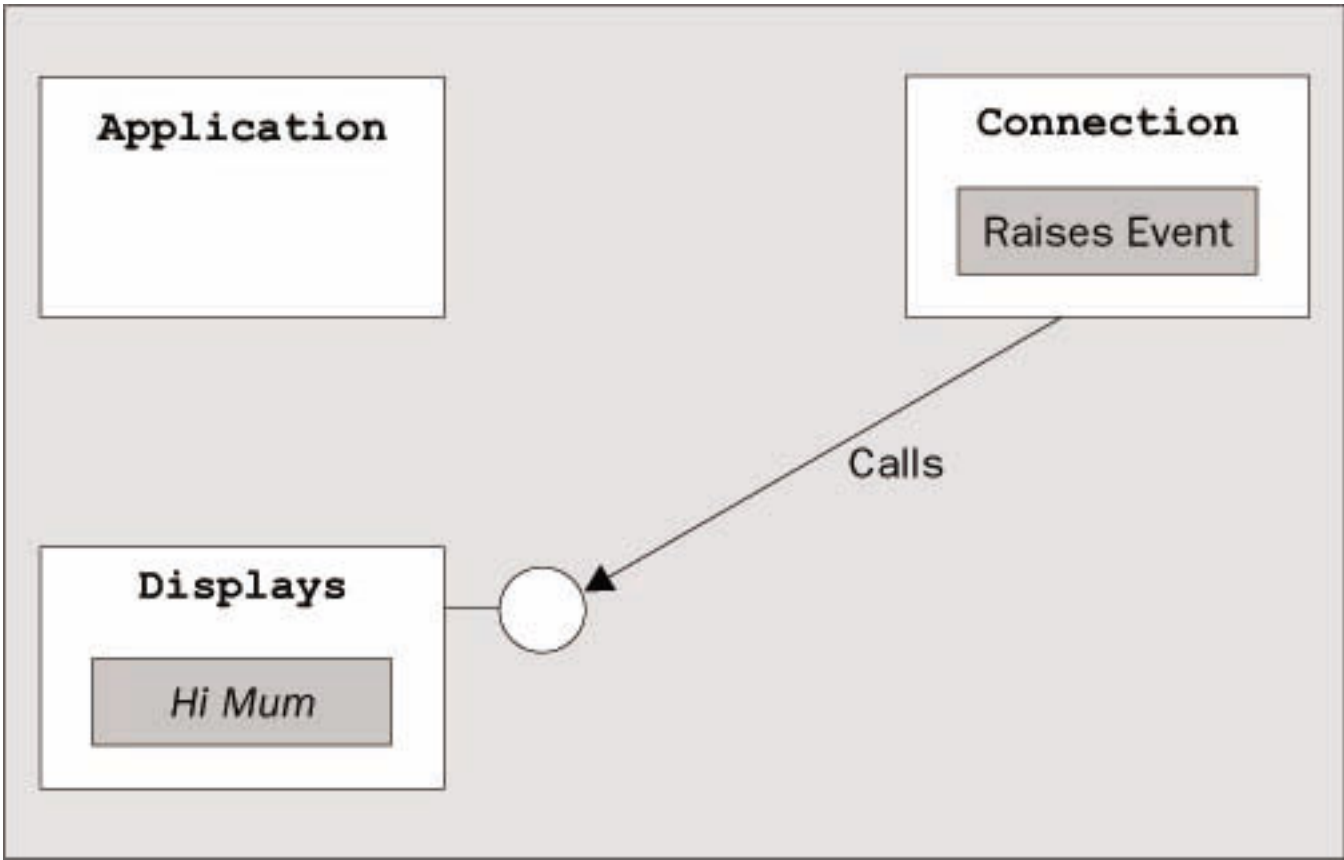 Application
Connection
Raises Event
Calls
Displays
Hi Mum